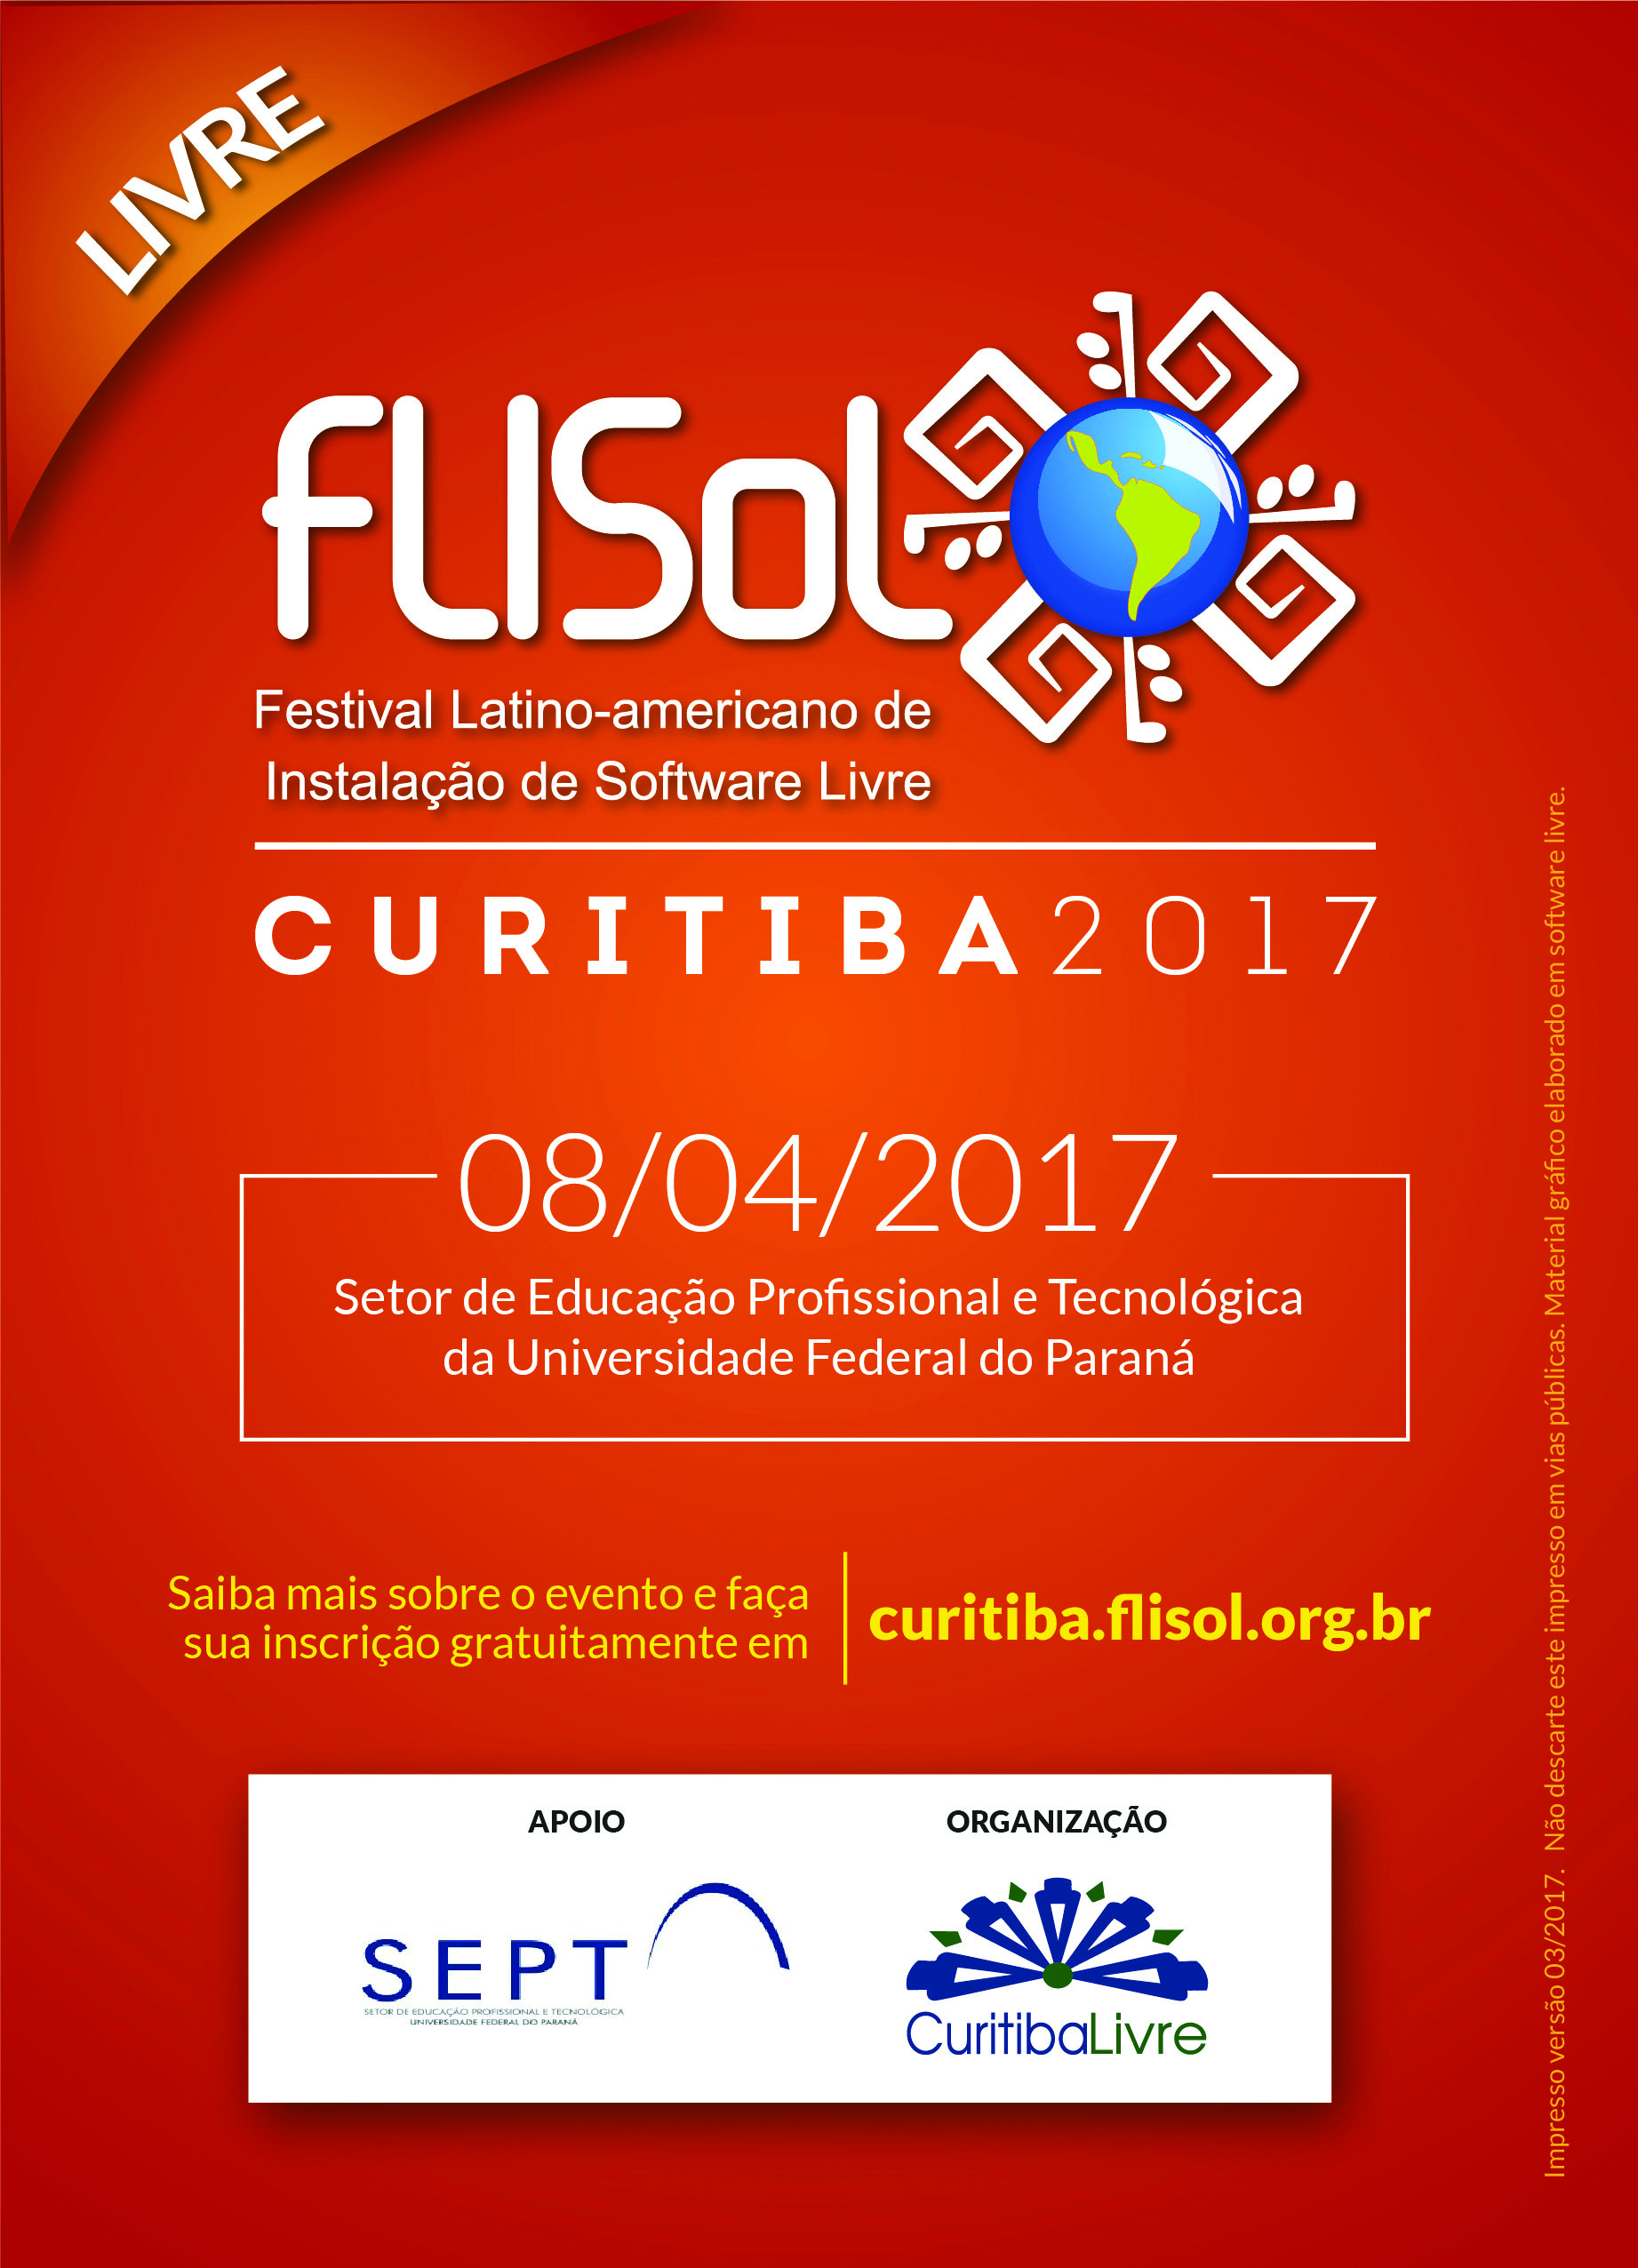 LIVRE
FLISol
Festival Latino-americano de
Instalação de Software Livre
CURITIBA2017
08/04/2017
Setor de Educação Profissional e Tecnológica
da Universidade Federal do Paraná
Saiba mais sobre o evento e faça
sua inscrição gratuitamente em
curitiba.flisol.org.br
APOIO
SEPT
SETOR DE EDUCAÇÃO PROFISSIONAL E TECNOLÓGICA
UNIVERSIDADE FEDERAL DO PARANÁ
ORGANIZAÇÃO
CuritibaLivre
Impresso versão 03/2017. Não descarte este impresso em vias públicas. Material gráfico elaborado em software livre.